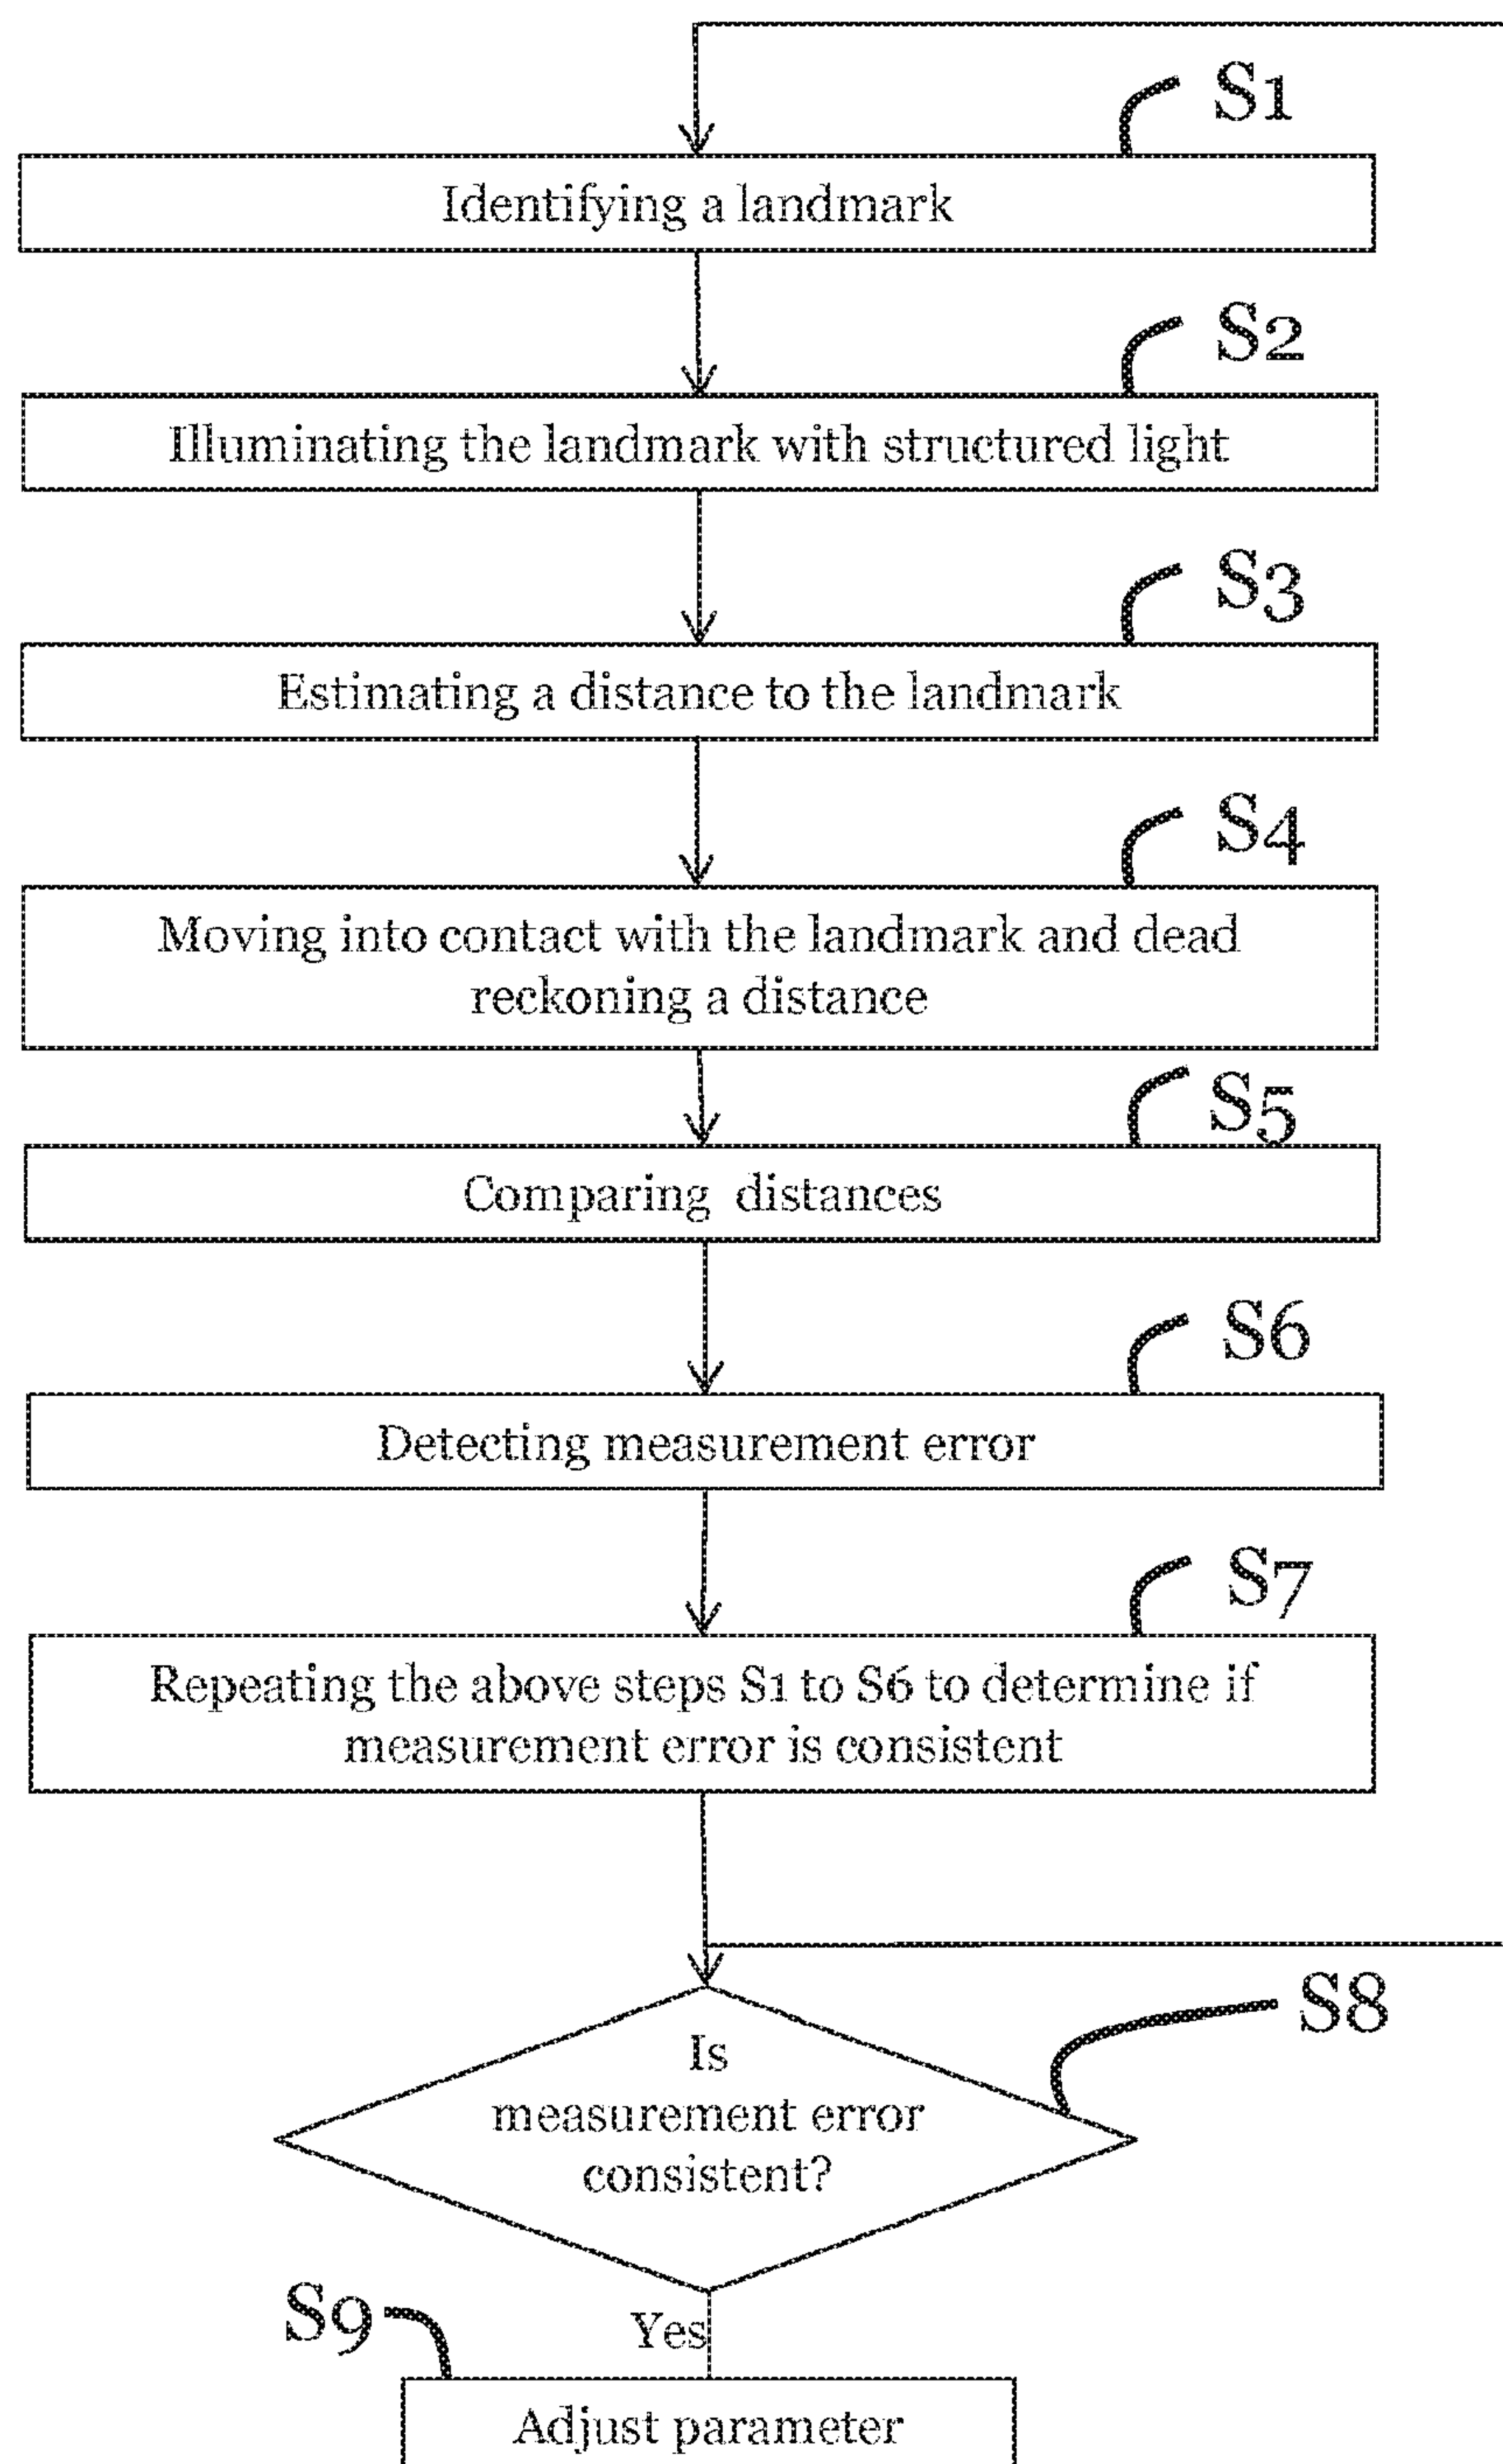 S1
Identifying a landmark
S2
Illuminating the landmark with structured light
S3
Estimating a distance to the landmark
S4
Moving into contact with the landmark and dead
reckoning a distance
S5
Comparing distances
S6
Detecting measurement error
S7
Repeating the above steps S1 to S6 to determine if
measurement error is consistent
S8
Is
measurement error
consistent?
S9
Yes
Adjust parameter